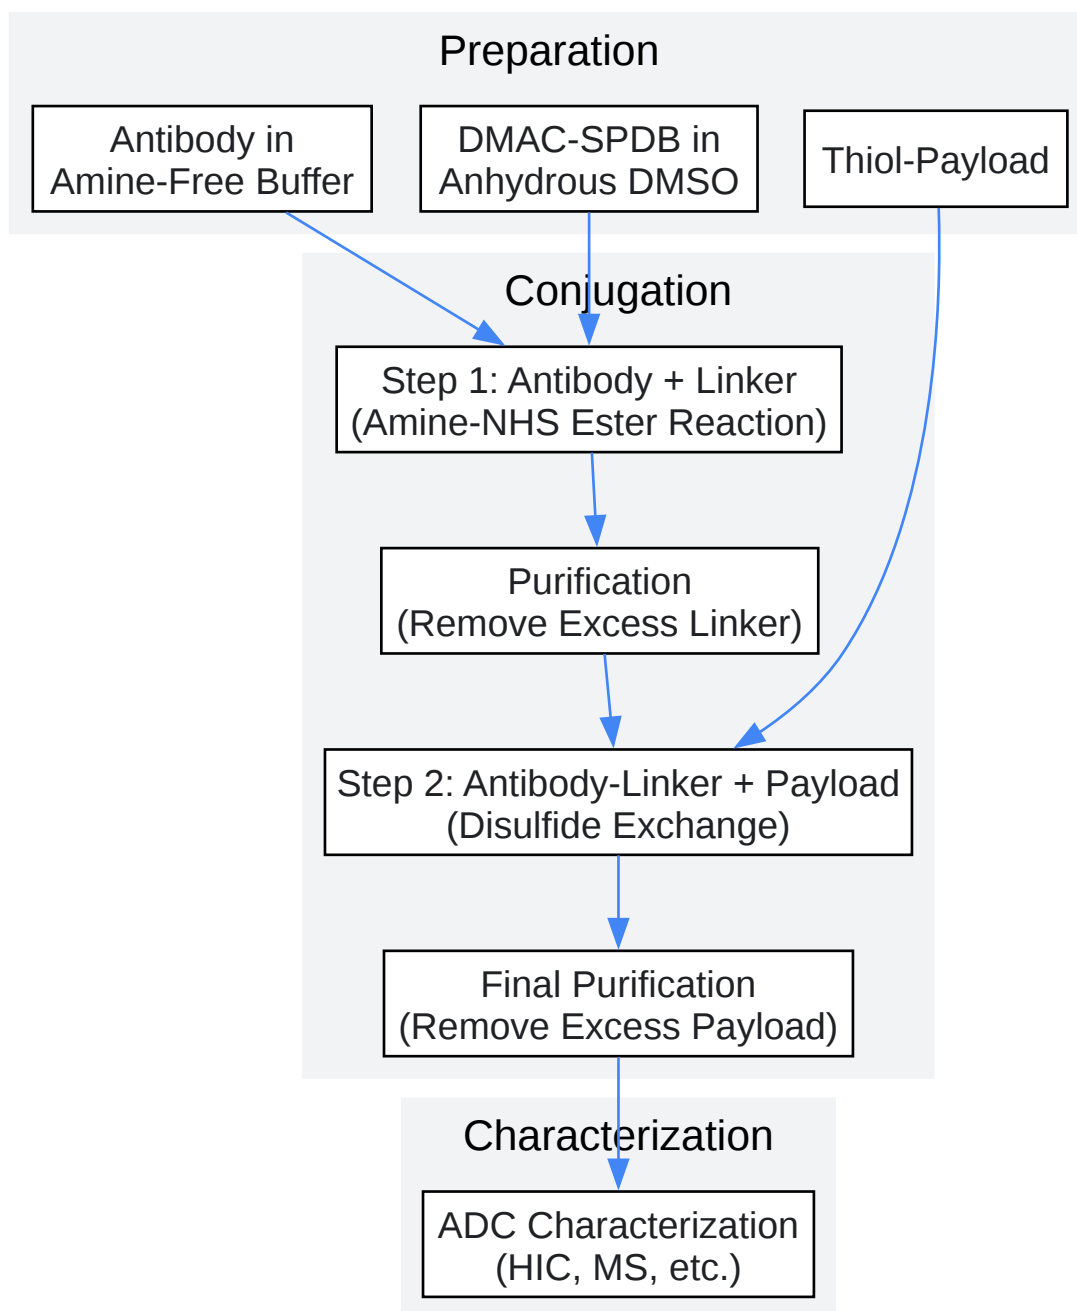 Preparation
Antibody in
Amine-Free Buffer
DMAC-SPDB in
Anhydrous DMSO
Thiol-Payload
Conjugation
Step 1: Antibody + Linker
(Amine-NHS Ester Reaction)
Purification
(Remove Excess Linker)
Step 2: Antibody-Linker + Payload
(Disulfide Exchange)
Final Purification
(Remove Excess Payload)
Characterization
ADC Characterization
(HIC, MS, etc.)